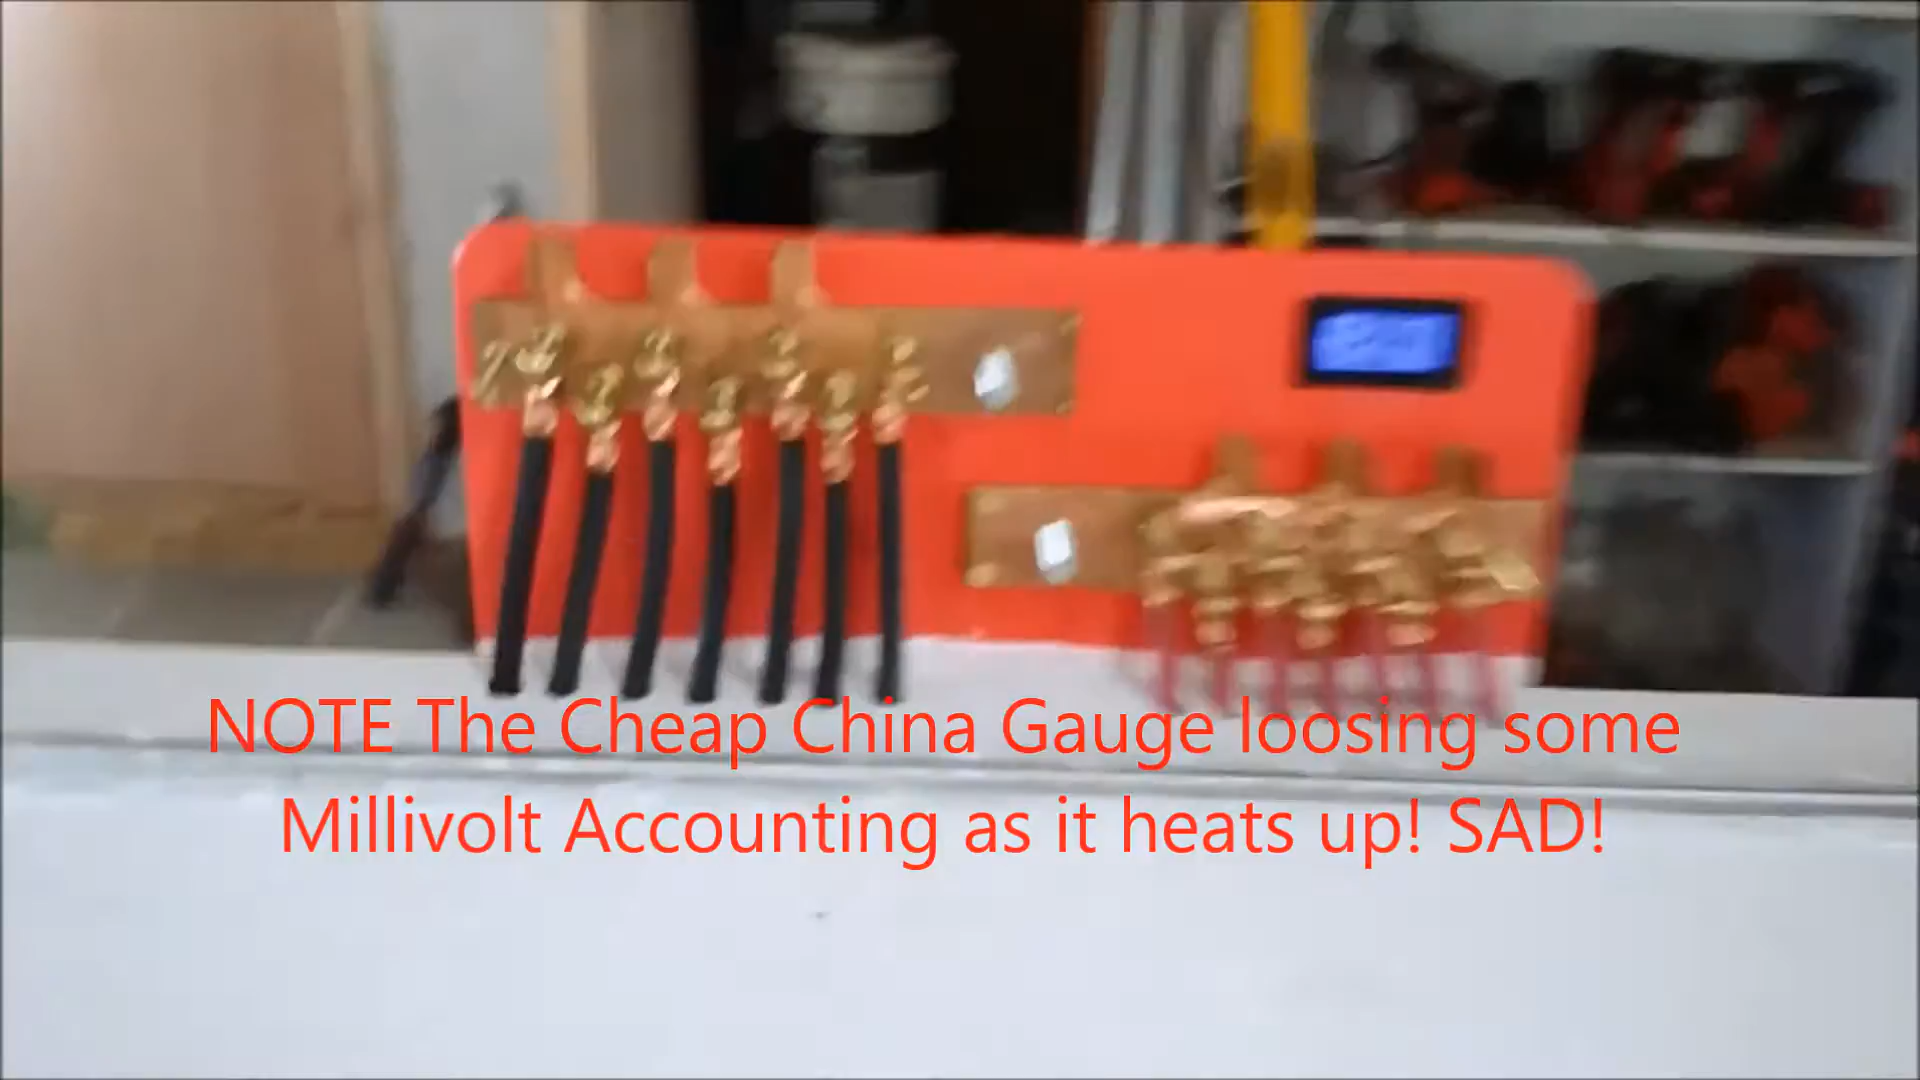 NOTE The Cheap China Gauge loosing some
Millivolt Accounting as it heats up! SAD!